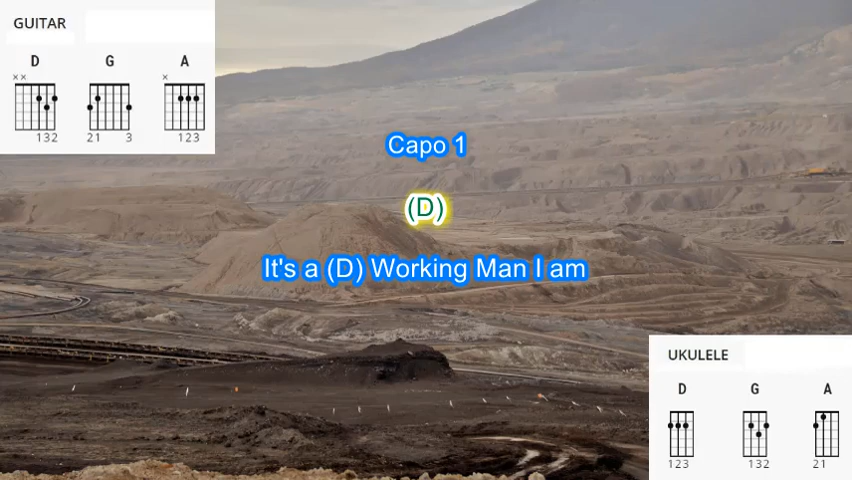 GUITAR
D G A
×× ×
132 21 3 123
Capo 1
(D)
It's a (D) Working Man I am
UKULELE
D G A
123 132 21